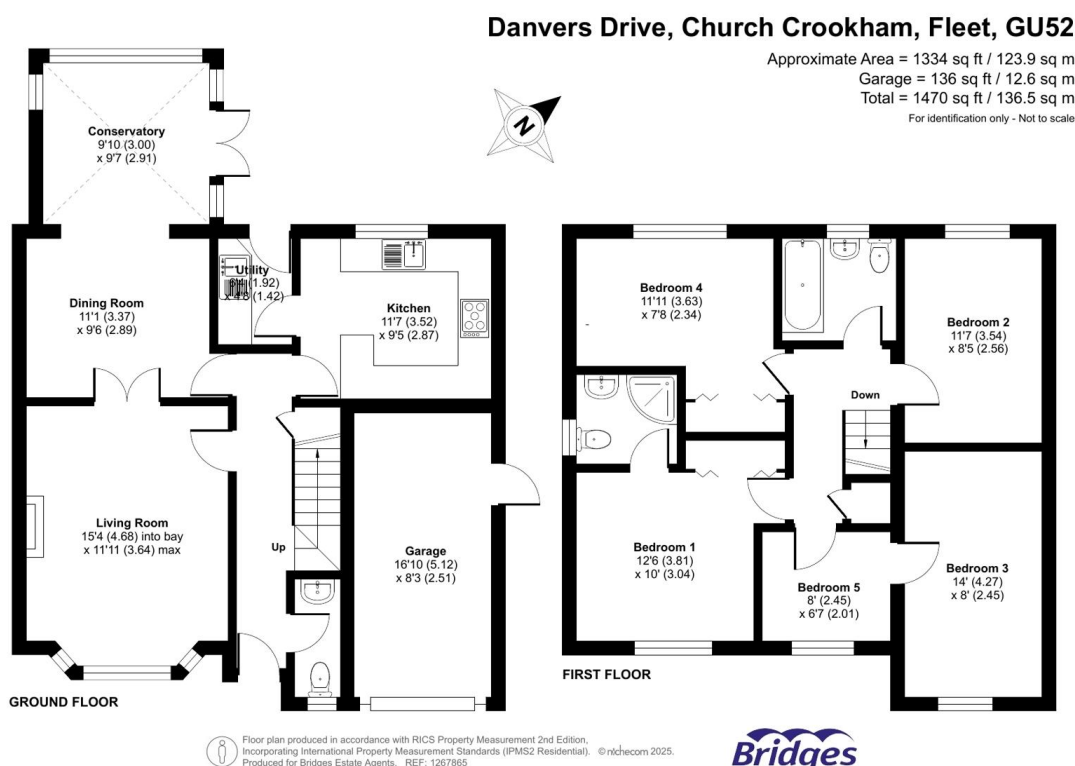 Danvers Drive, Church Crookham, Fleet, GU52
Approximate Area = 1334 sq ft / 123.9 sq m
Garage = 136 sq ft / 12.6 sq m
Total = 1470 sq ft / 136.5 sq m
For identification only - Not to scale
N
Conservatory
9'10 (3.00)
x 9'7 (2.91)
Dining Room
11'1 (3.37)
x 9'6 (2.89)
Utility
6'4 (1.92)
x 4'8 (1.42)
Kitchen
11'7 (3.52)
x 9'5 (2.87)
Living Room
15'4 (4.68) into bay
x 11'11 (3.64) max
Up
Garage
16'10 (5.12)
x 8'3 (2.51)
GROUND FLOOR
Bedroom 4
11'11 (3.63)
x 7'8 (2.34)
Bedroom 2
11'7 (3.54)
x 8'5 (2.56)
Down
Bedroom 1
12'6 (3.81)
x 10' (3.04)
Bedroom 5
8' (2.45)
x 6'7 (2.01)
Bedroom 3
14' (4.27)
x 8' (2.45)
FIRST FLOOR
Floor plan produced in accordance with RICS Property Measurement 2nd Edition,
Incorporating International Property Measurement Standards (IPMS2 Residential). © ntchecom 2025.
Produced for Bridges Estate Agents. REF: 1267865
Bridges